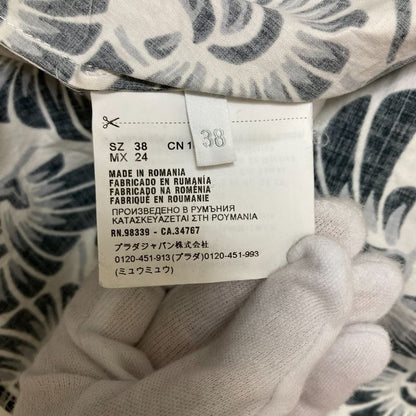 SZ 38 CN 1
MX 24
38
MADE IN ROMANIA
FABRICADO EN RUMANÍA
FABRICADO NA ROMÉNIA
FABRIQUÉ EN ROUMANIE
ПРОИЗВЕДЕНО В РУМЪНИЯ
ΚΑΤΑΣΚΕΥΑΖΕΤΑΙ ΣΤΗ ΡΟΥΜΑΝΙΑ
RN.98339 - CA.34767
プラダジャパン株式会社
0120-451-913 (プラダ) 0120-451-993
(ミュウミュウ)